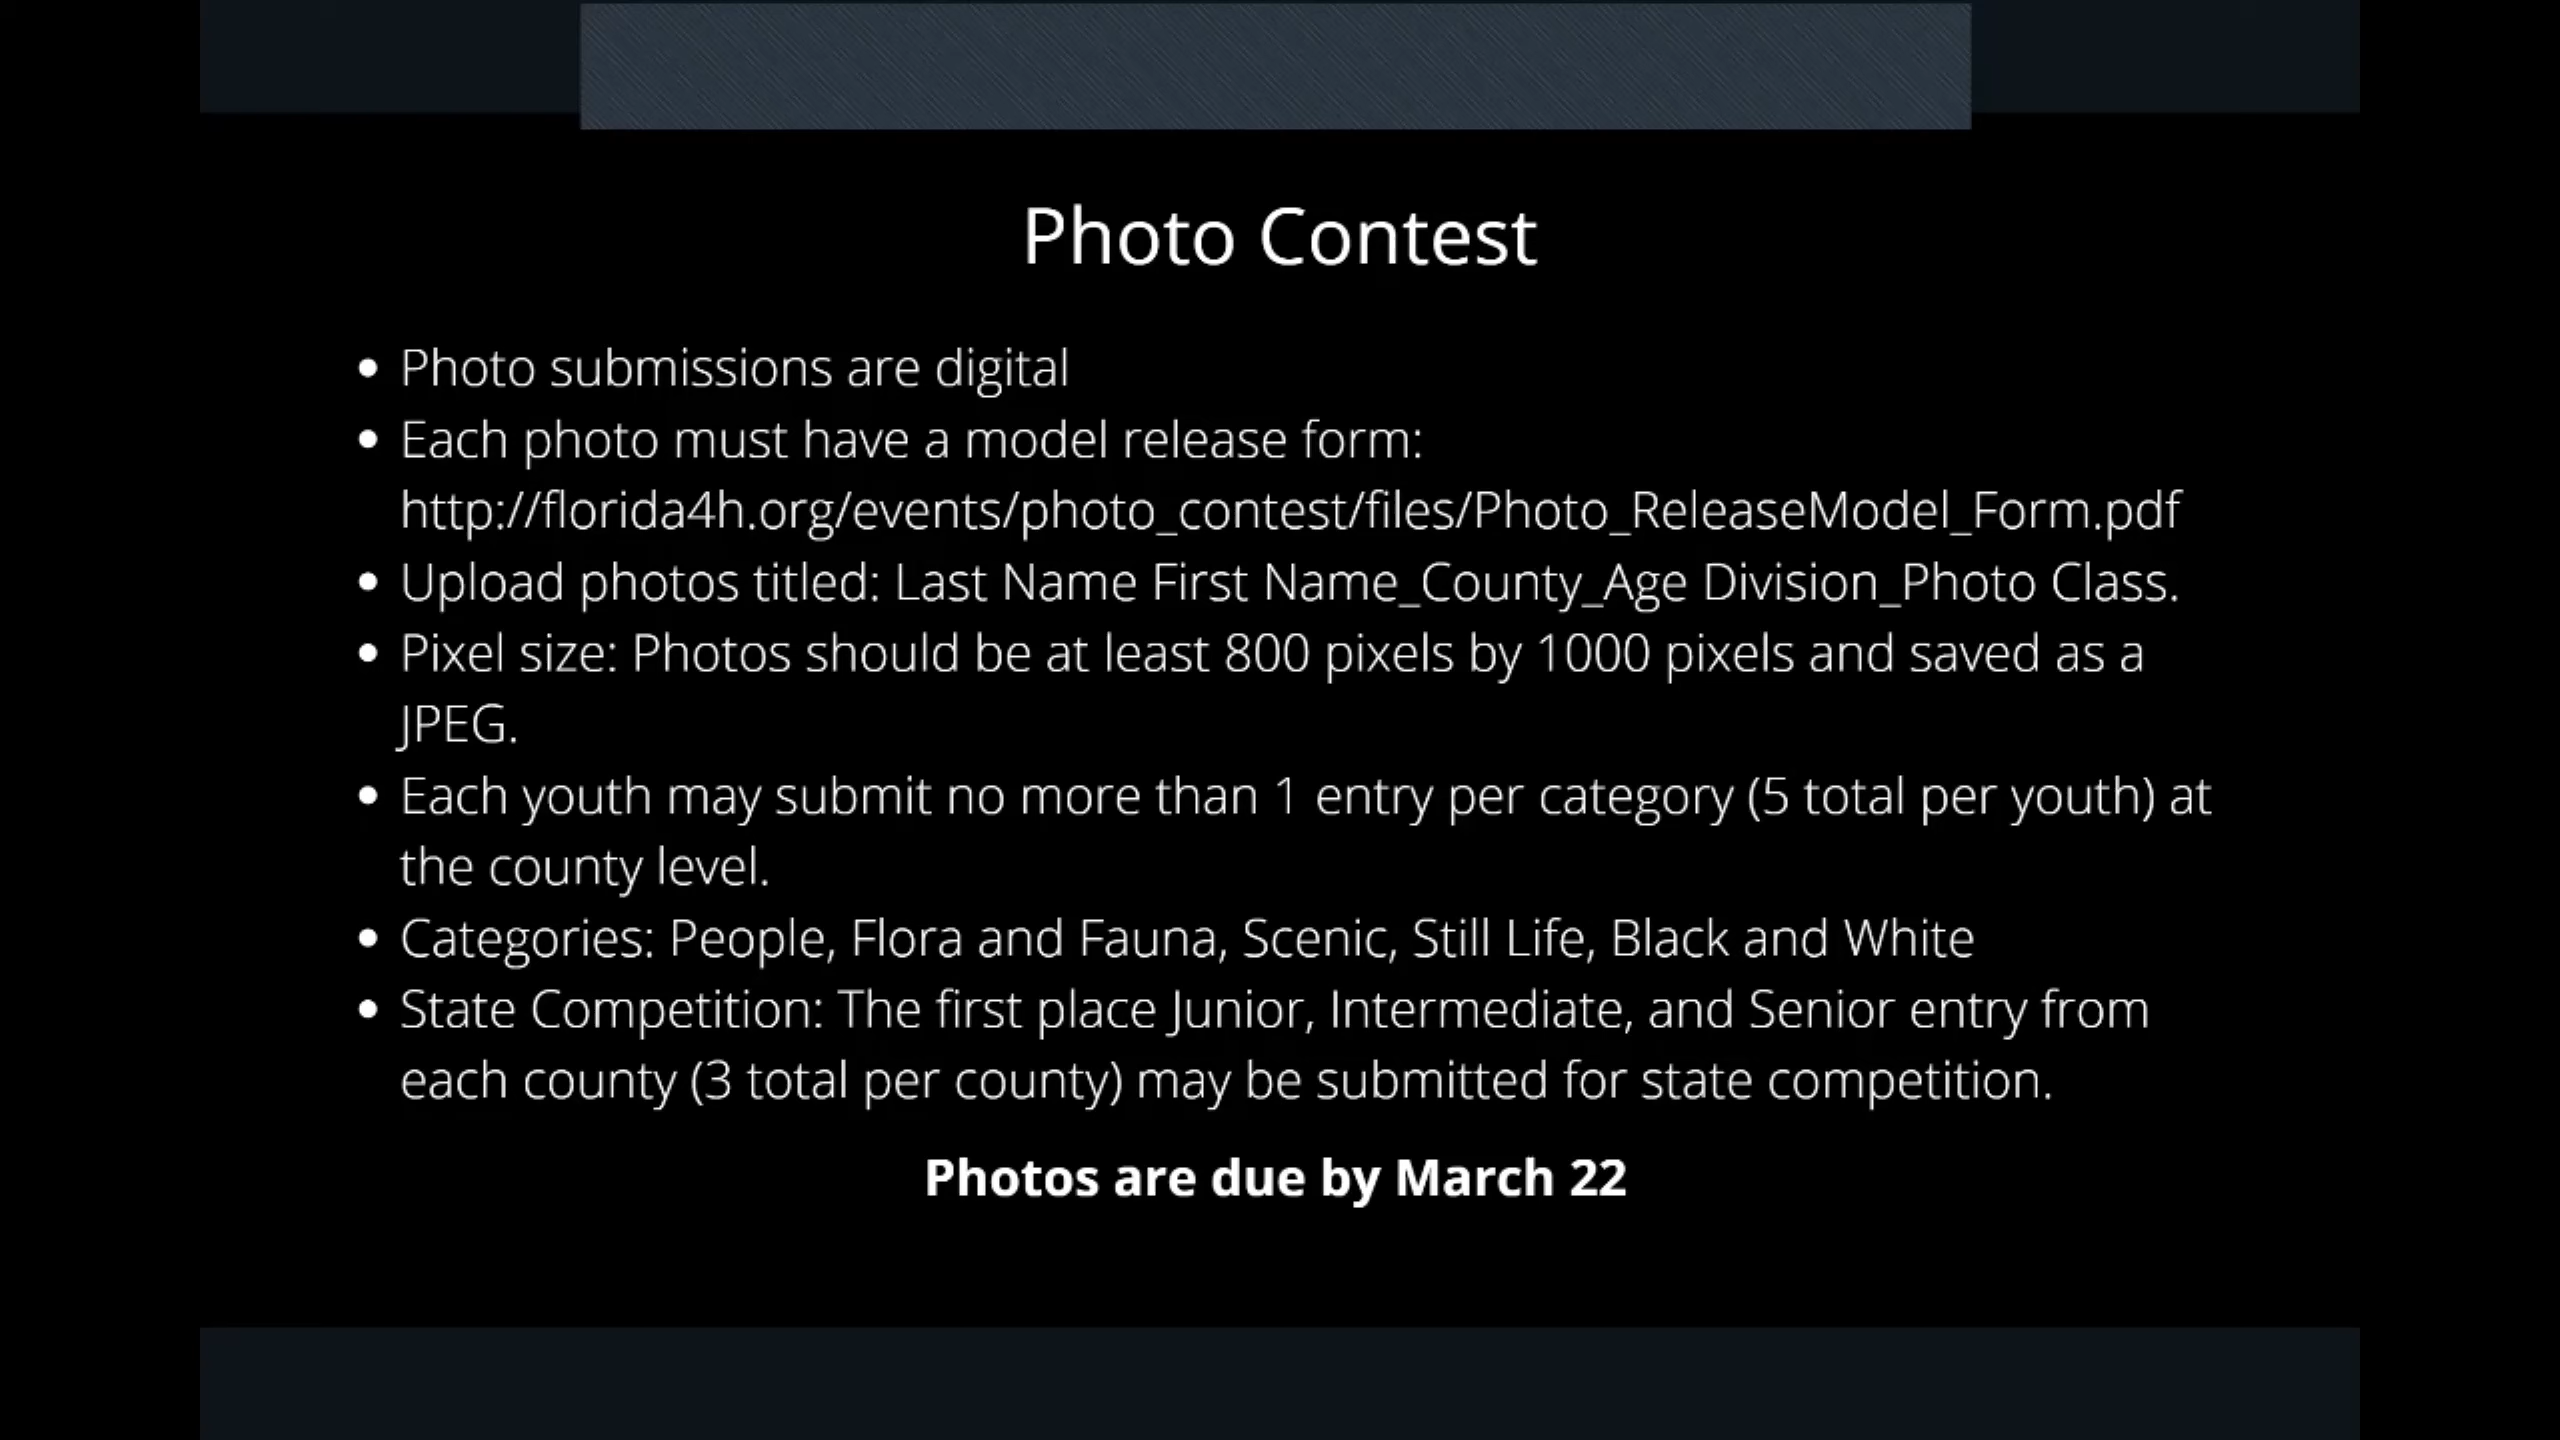 Photo Contest
• Photo submissions are digital
• Each photo must have a model release form:
http://florida4h.org/events/photo_contest/files/Photo_ReleaseModel_Form.pdf
• Upload photos titled: Last Name First Name_County_Age Division_Photo Class.
• Pixel size: Photos should be at least 800 pixels by 1000 pixels and saved as a
JPEG.
• Each youth may submit no more than 1 entry per category (5 total per youth) at
the county level.
• Categories: People, Flora and Fauna, Scenic, Still Life, Black and White
• State Competition: The first place Junior, Intermediate, and Senior entry from
each county (3 total per county) may be submitted for state competition.
Photos are due by March 22